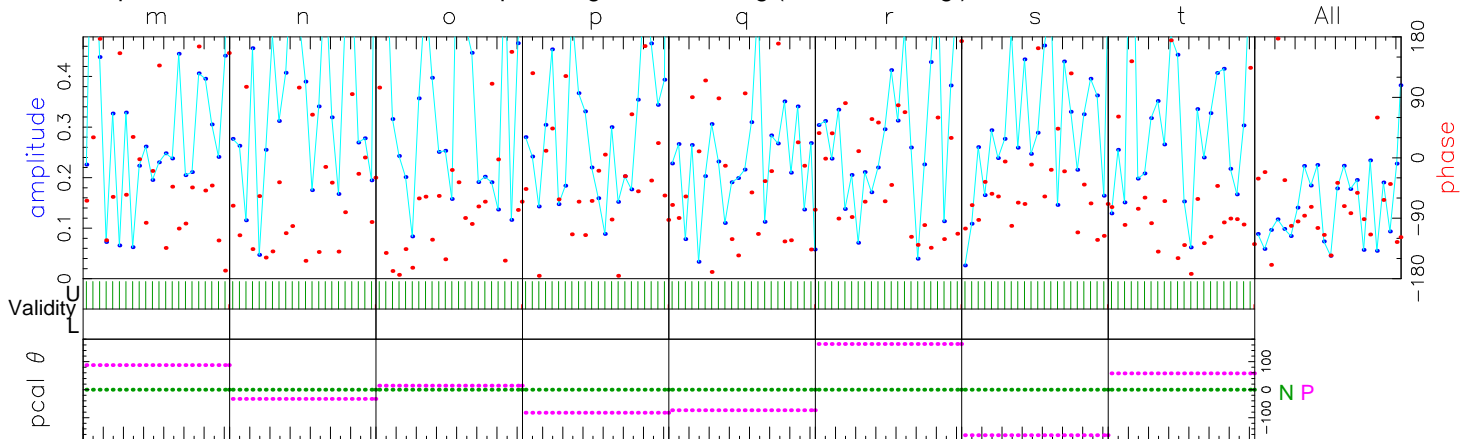 m n o p q r s t All
amplitude
0 0.1 0.2 0.3 0.4
180 90 0 −90 −180
phase
Validity U L
pcal θ
100 0 −100
N P